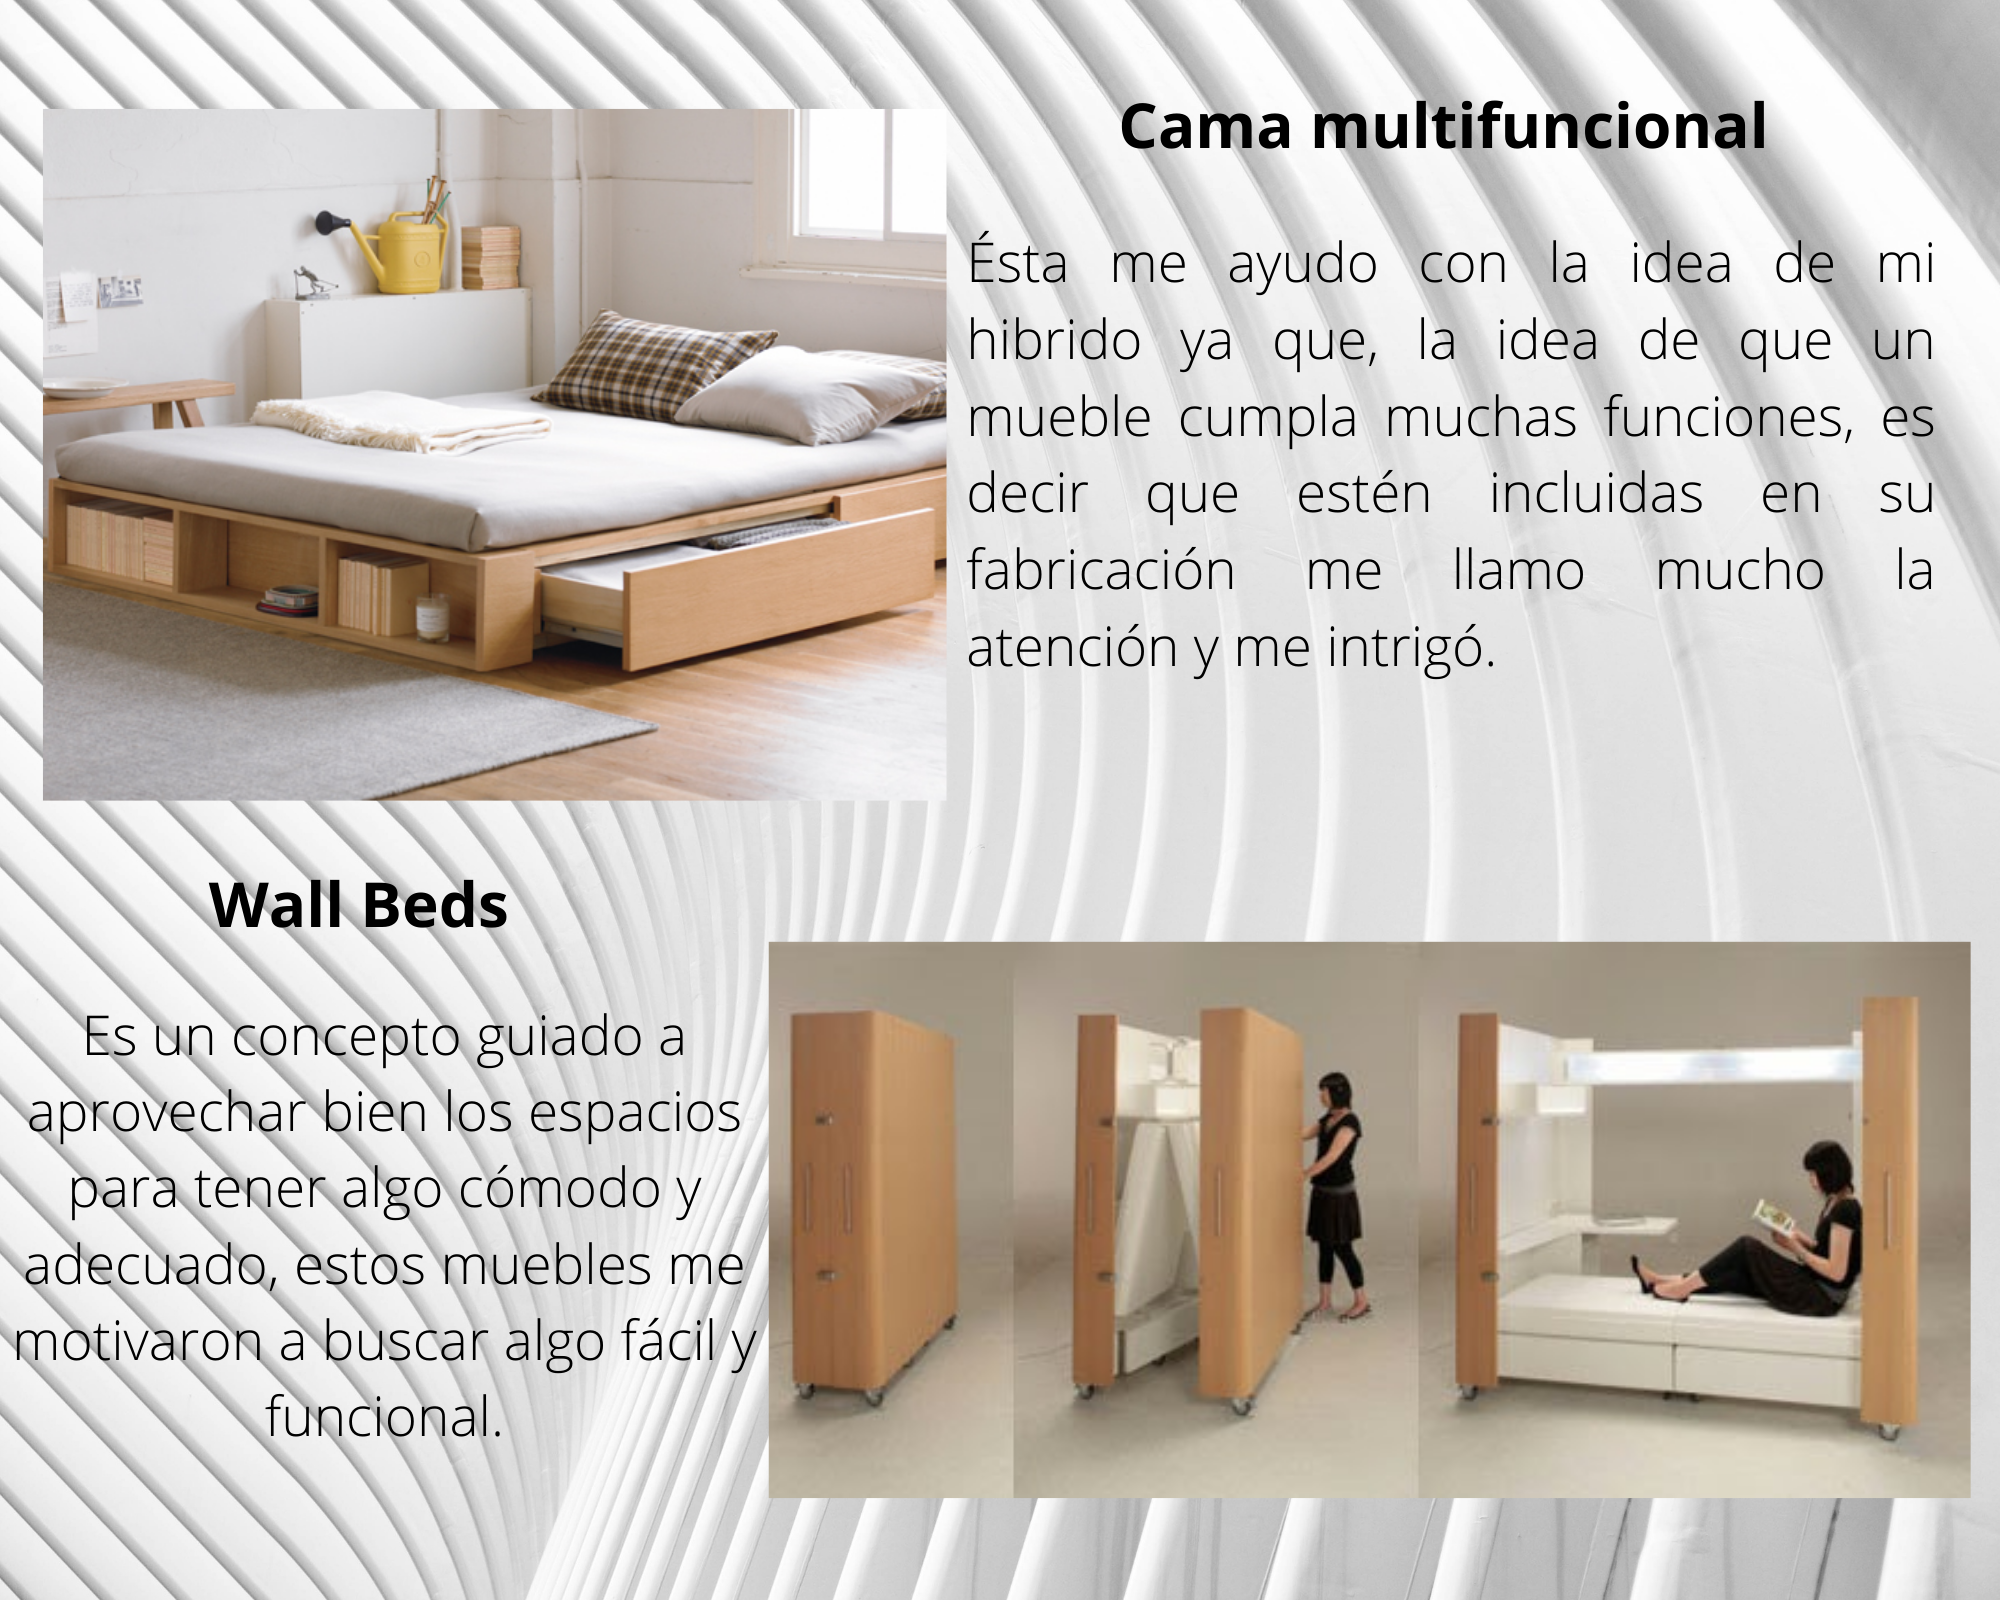 Cama multifuncional
Ésta me ayudo con la idea de mi
hibrido ya que, la idea de que un
mueble cumpla muchas funciones, es
decir que estén incluidas en su
fabricación me llamo mucho la
atención y me intrigó.
Wall Beds
Es un concepto guiado a
aprovechar bien los espacios
para tener algo cómodo y
adecuado, estos muebles me
motivaron a buscar algo fácil y
funcional.